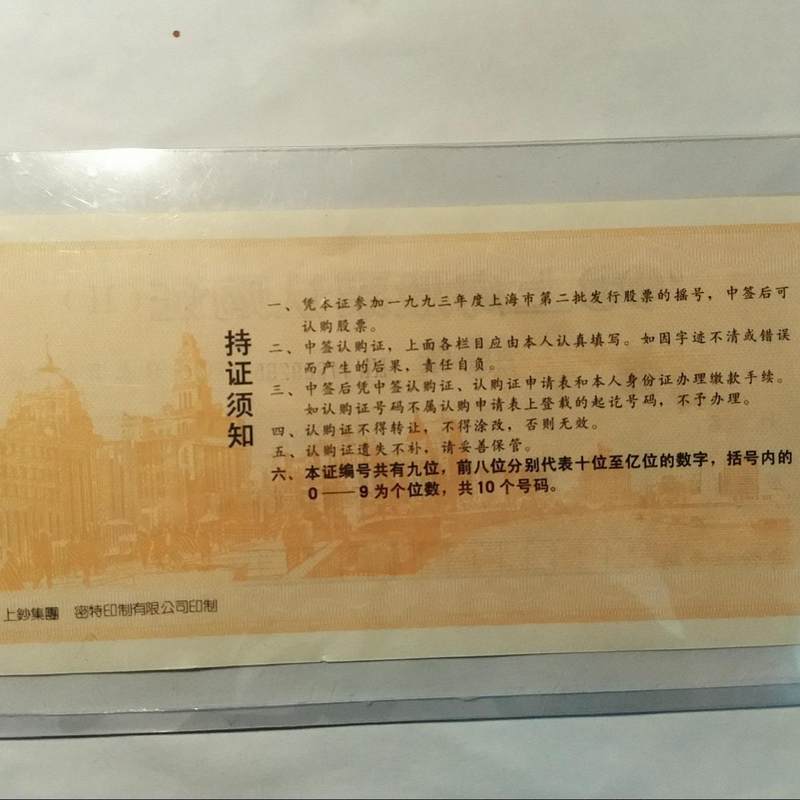 持证须知
一、凭本证参加一九九三年度上海市第二批发行股票的摇号，中签后可
认购股票。
二、中签认购证，上面各栏目应由本人认真填写。如因字迹不清或错误
而产生的后果，责任自负。
三、中签后凭中签认购证、认购证申请表和本人身份证办理缴款手续。
如认购证号码不属认购申请表上登载的起讫号码，不予办理。
四、认购证不得转让，不得涂改，否则无效。
五、认购证遗失不补，请妥善保管。
六、本证编号共有九位，前八位分别代表十位至亿位的数字，括号内的
0——9为个位数，共10个号码。
上鈔集團 密特印制有限公司印制